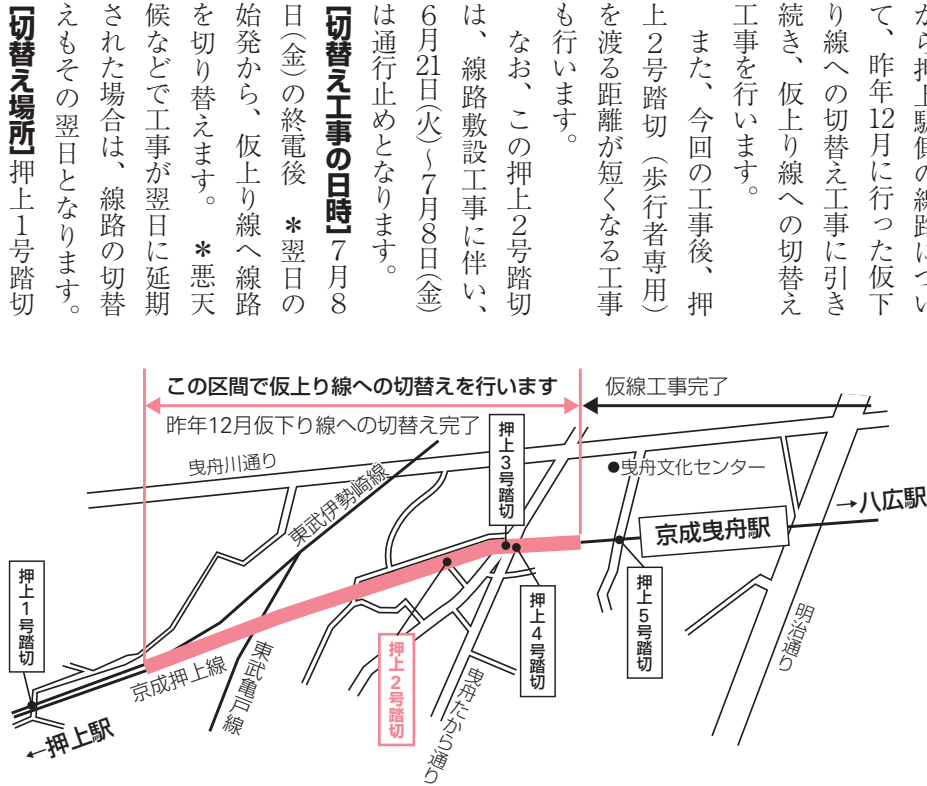 から押上駅側の線路につい
て、昨年12月に行った仮下
り線への切替え工事に引き
続き、仮上り線への切替え
工事を行います。
また、今回の工事後、押
上２号踏切（歩行者専用）
を渡る距離が短くなる工事
も行います。
なお、この押上２号踏切
は、線路敷設工事に伴い、
６月21日(火)～７月８日(金)
は通行止めとなります。
【切替え工事の日時】７月８
日(金)の終電後　＊翌日の
始発から、仮上り線へ線路
を切り替えます。　＊悪天
候などで工事が翌日に延期
された場合は、線路の切替
えもその翌日となります。
【切替え場所】押上１号踏切
この区間で仮上り線への切替えを行います
仮線工事完了
昨年12月仮下り線への切替え完了
曳舟川通り
東武伊勢崎線
押上3号踏切
●曳舟文化センター
→八広駅
京成曳舟駅
押上1号踏切
押上4号踏切
押上5号踏切
明治通り
京成押上線
東武亀戸線
押上2号踏切
曳舟たから通り
←押上駅